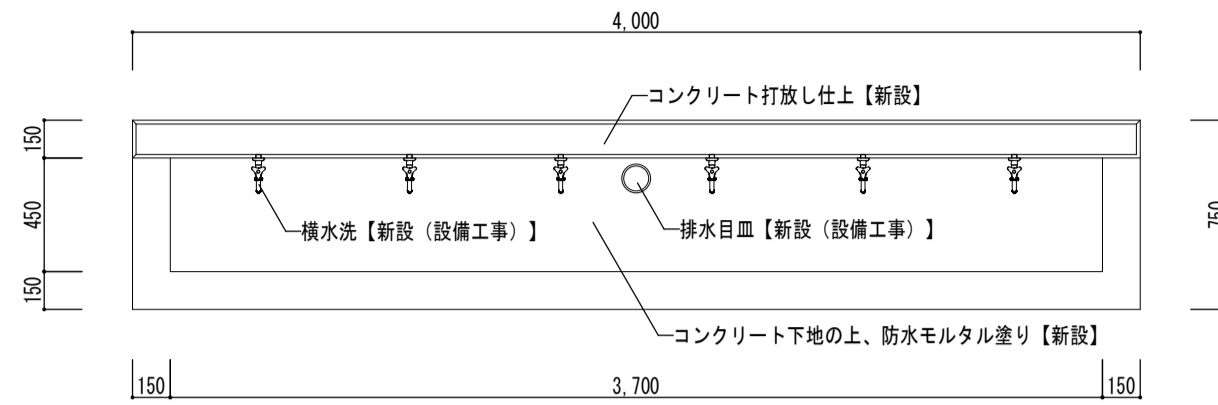 4,000
コンクリート打放し仕上【新設】
150
450
150
750
横水洗【新設（設備工事）】
排水目皿【新設（設備工事）】
コンクリート下地の上、防水モルタル塗り【新設】
150
3,700
150